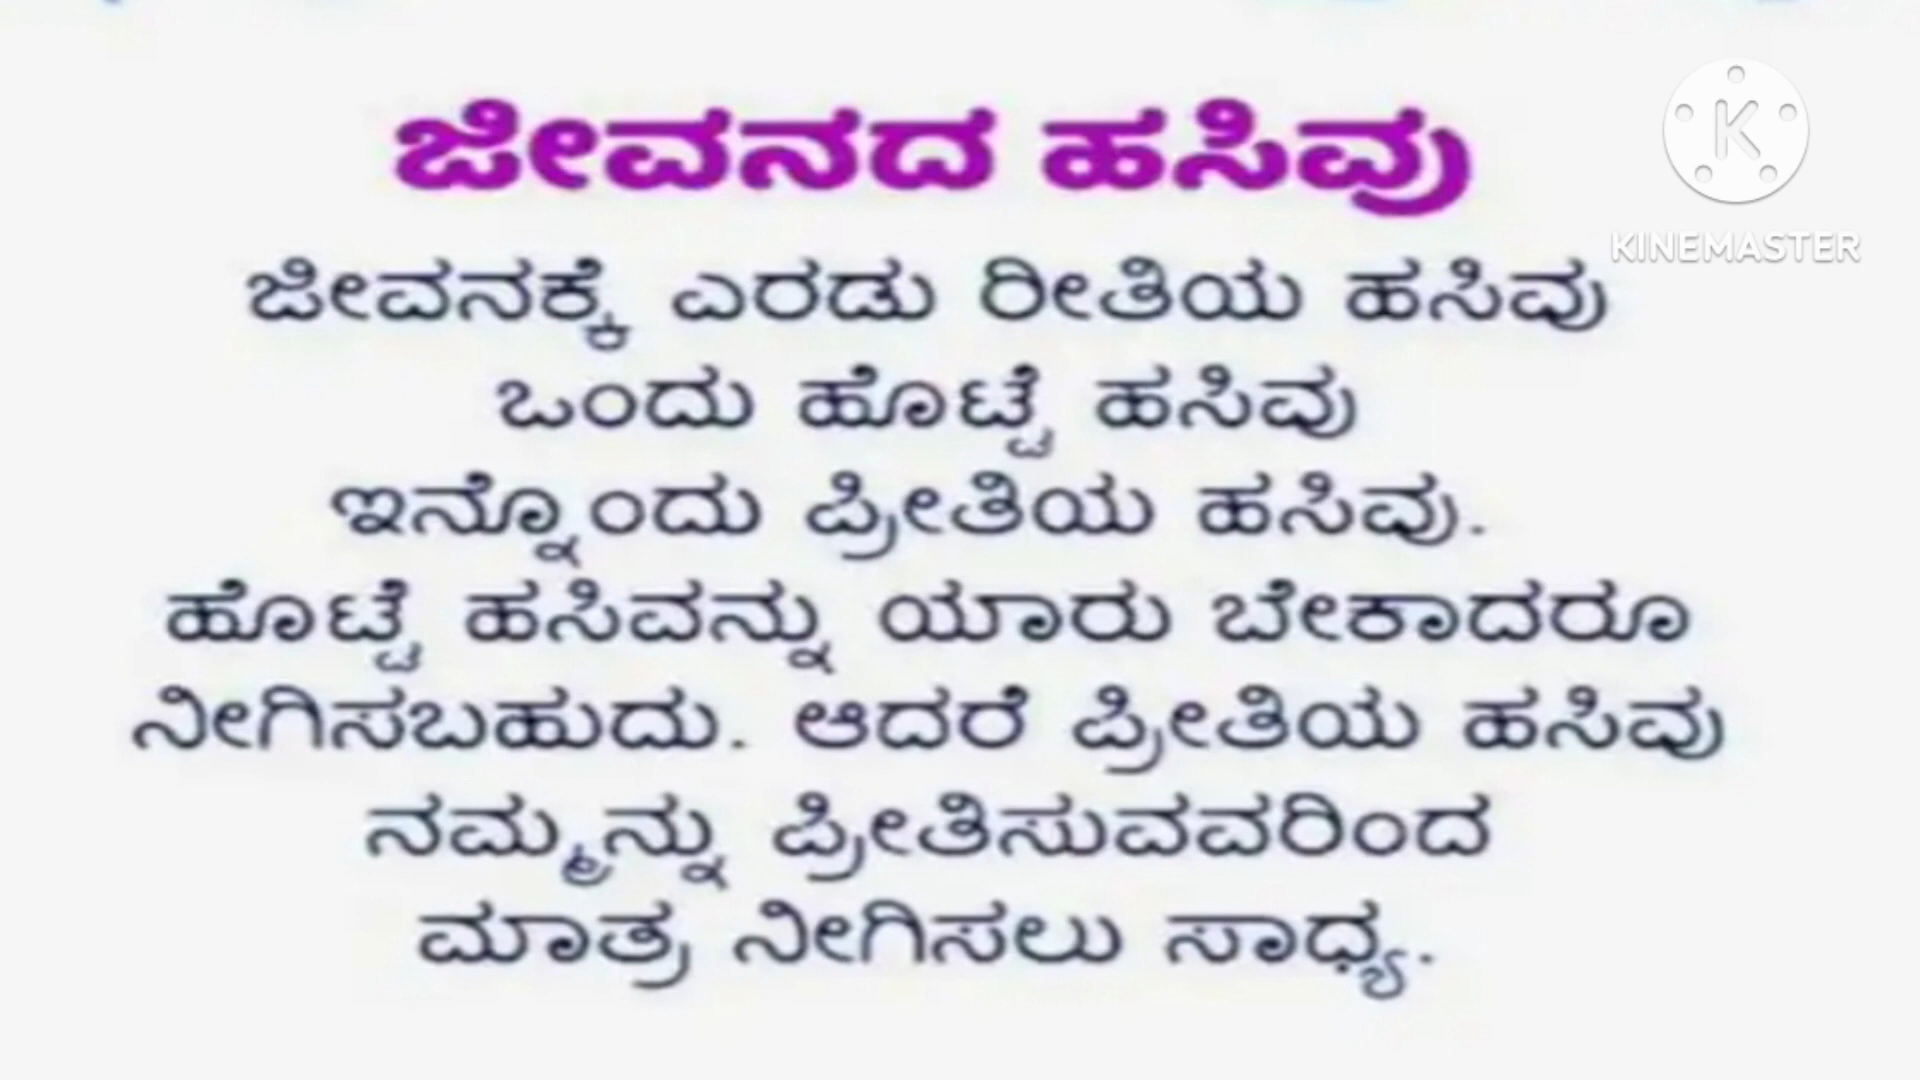 ಜೀವನದ ಹಸಿವು
KINEMASTER
ಜೀವನಕ್ಕೆ ಎರಡು ರೀತಿಯ ಹಸಿವು
ಒಂದು ಹೊಟ್ಟೆ ಹಸಿವು
ಇನ್ನೊಂದು ಪ್ರೀತಿಯ ಹಸಿವು.
ಹೊಟ್ಟೆ ಹಸಿವನ್ನು ಯಾರು ಬೇಕಾದರೂ
ನೀಗಿಸಬಹುದು. ಆದರೆ ಪ್ರೀತಿಯ ಹಸಿವು
ನಮ್ಮನ್ನು ಪ್ರೀತಿಸುವವರಿಂದ
ಮಾತ್ರ ನೀಗಿಸಲು ಸಾಧ್ಯ.